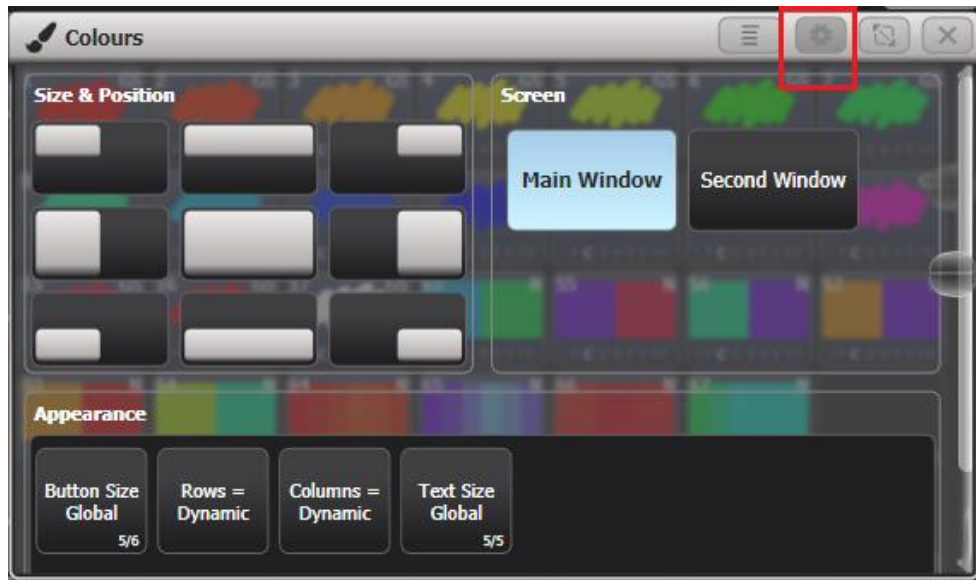 Colours
Size & Position
Screen
Main Window
Second Window
Appearance
Button Size
Global
5/6
Rows =
Dynamic
Columns =
Dynamic
Text Size
Global
5/5